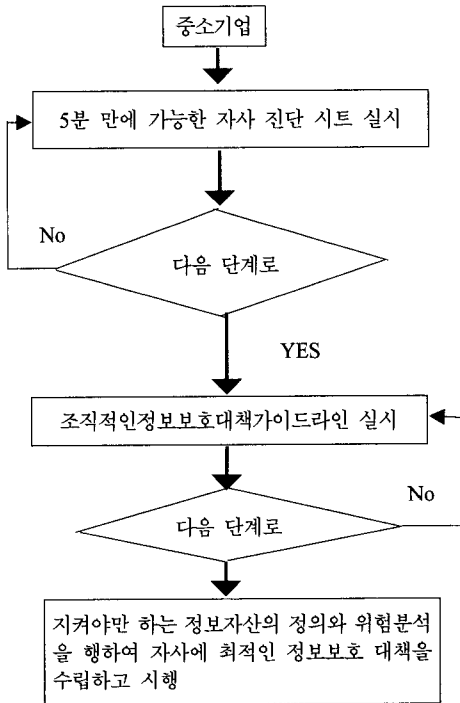 중소기업
5분 만에 가능한 자사 진단 시트 실시
No
다음 단계로
YES
조직적인정보보호대책가이드라인 실시
No
다음 단계로
지켜야만 하는 정보자산의 정의와 위험분석
을 행하여 자사에 최적인 정보보호 대책을
수립하고 시행